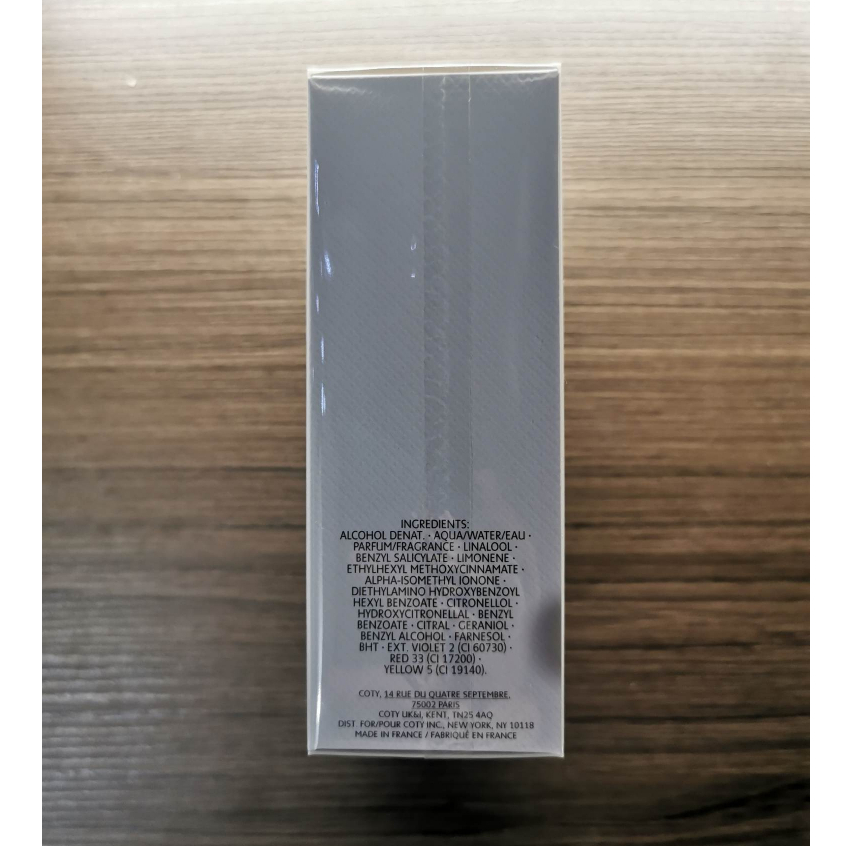 INGREDIENTS:
ALCOHOL DENAT. · AQUA/WATER/EAU ·
PARFUM/FRAGRANCE · LINALOOL ·
BENZYL SALICYLATE · LIMONENE ·
ETHYLHEXYL METHOXYCINNAMATE ·
ALPHA-ISOMETHYL IONONE ·
DIETHYLAMINO HYDROXYBENZOYL
HEXYL BENZOATE · CITRONELLOL ·
HYDROXYCITRONELLAL · BENZYL
BENZOATE · CITRAL · GERANIOL ·
BENZYL ALCOHOL · FARNESOL ·
BHT · EXT. VIOLET 2 (CI 60730) ·
RED 33 (CI 17200) ·
YELLOW 5 (CI 19140).
COTY, 14 RUE DU QUATRE SEPTEMBRE,
75002 PARIS
COTY UK&I, KENT, TN25 4AQ
DIST. FOR/POUR COTY INC., NEW YORK, NY 10118
MADE IN FRANCE / FABRIQUÉ EN FRANCE